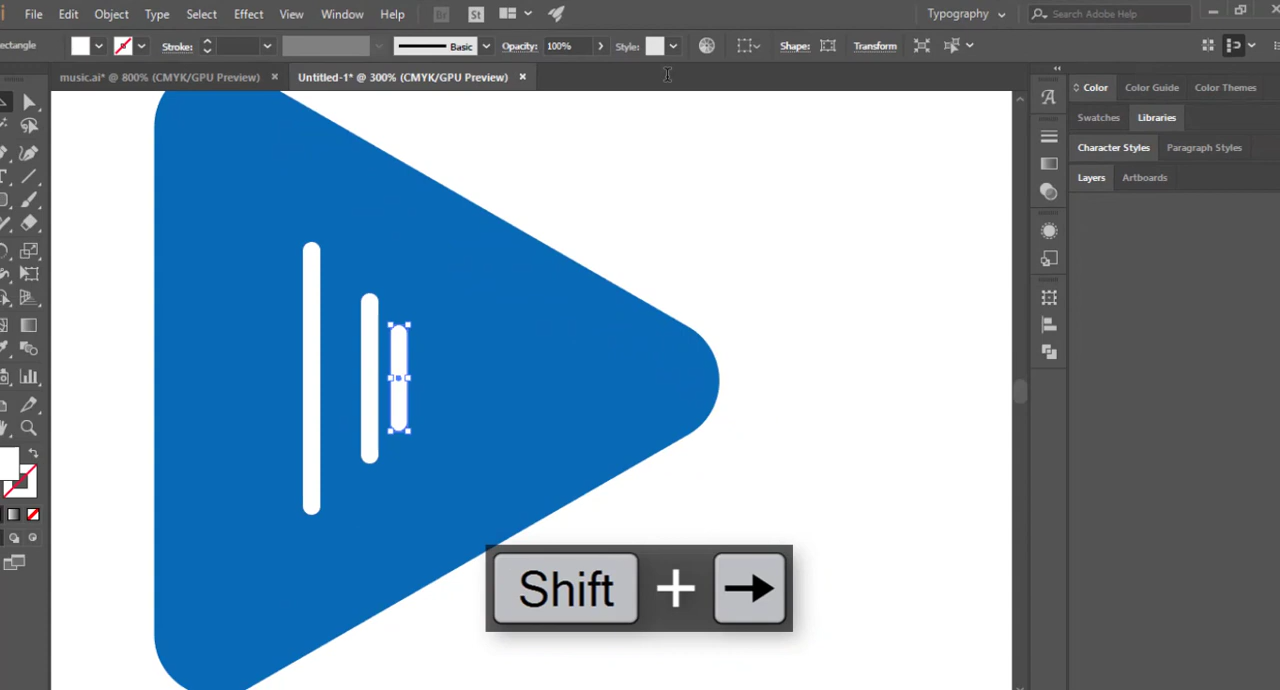 File Edit Object Type Select Effect View Window Help Br St Typography Search Adobe Help
ectangle Stroke: Basic Opacity: 100% Style: Shape: Transform
music.ai* @ 800% (CMYK/GPU Preview) × Untitled-1* @ 300% (CMYK/GPU Preview) ×
Color Color Guide Color Themes
Swatches Libraries
Character Styles Paragraph Styles
Layers Artboards
Shift + →